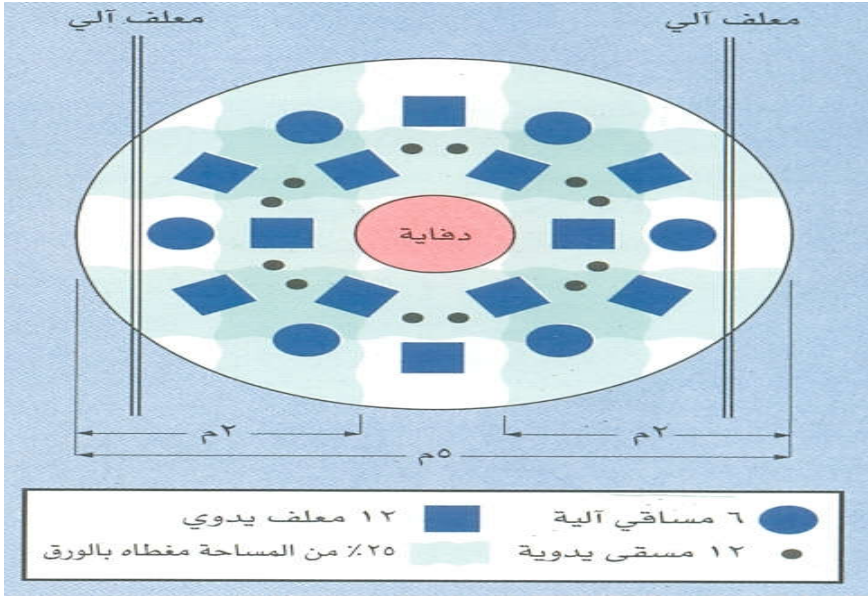 معلف آلي
معلف آلي
دفاية
٢م
٢م
٥م
٦ مساقي آلية
١٢ معلف يدوي
١٢ مسقى يدوية
٢٥٪ من المساحة مغطاه بالورق